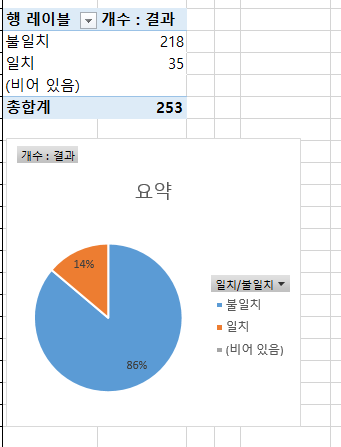 행 레이블 개수 : 결과
불일치 218
일치 35
(비어 있음)
총합계 253
개수 : 결과
요약
14%
86%
일치/불일치
불일치
일치
(비어 있음)